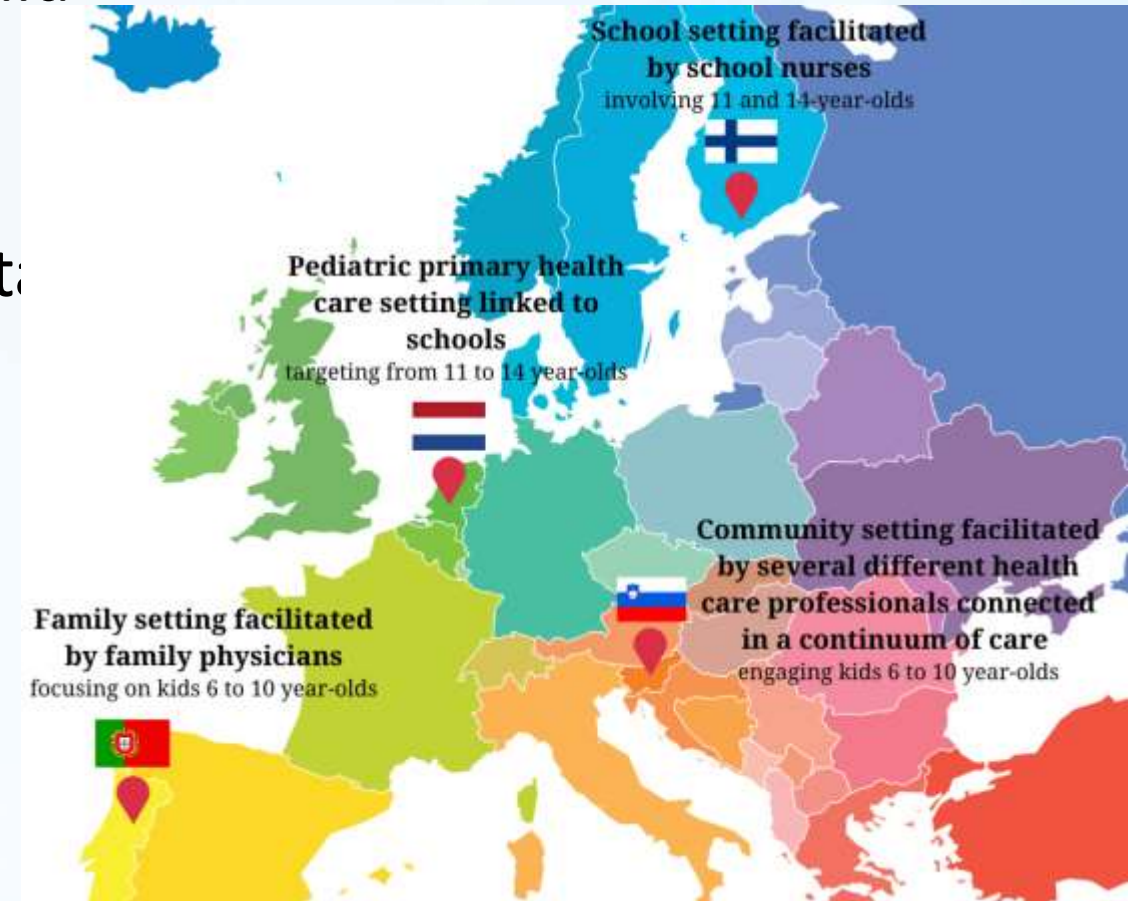 School setting facilitated
by school nurses
involving 11 and 14-year-olds
Pediatric primary health
care setting linked to
schools
targeting from 11 to 14 year-olds
Community setting facilitated
by several different health
care professionals connected
in a continuum of care
engaging kids 6 to 10 year-olds
Family setting facilitated
by family physicians
focusing on kids 6 to 10 year-olds